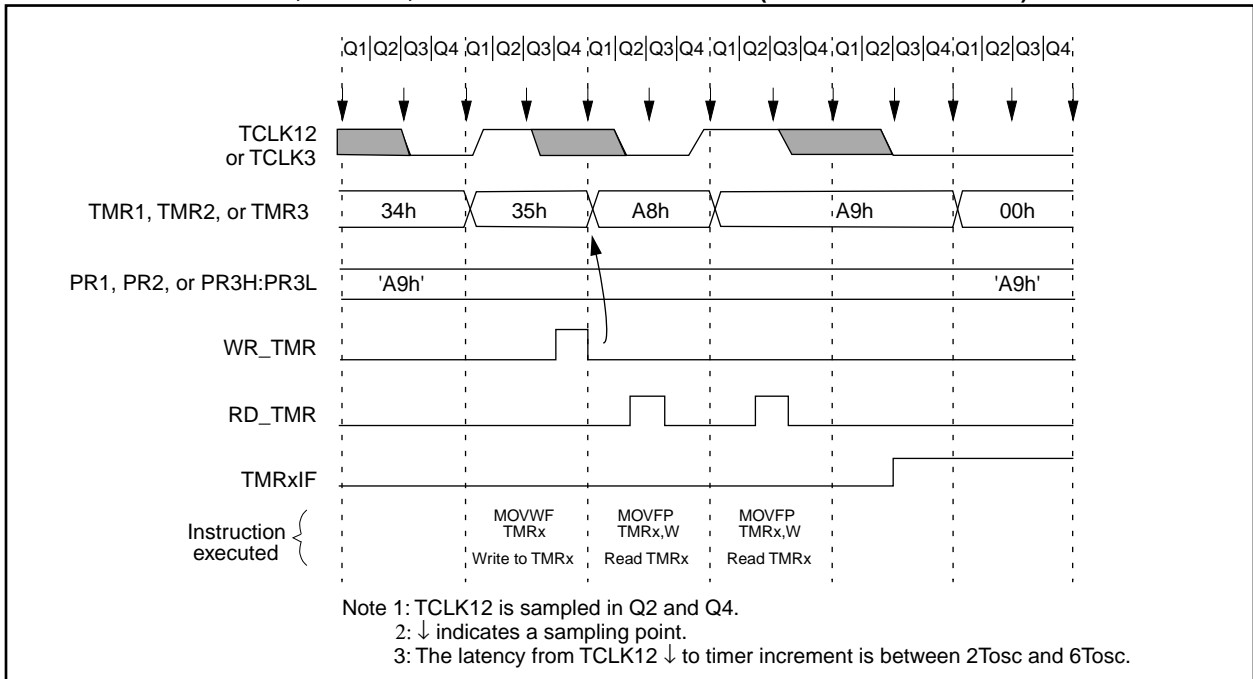 Q1|Q2|Q3|Q4 Q1|Q2|Q3|Q4 Q1|Q2|Q3|Q4 Q1|Q2|Q3|Q4 Q1|Q2|Q3|Q4 Q1|Q2|Q3|Q4
TCLK12
or TCLK3
TMR1, TMR2, or TMR3 34h 35h A8h A9h 00h
PR1, PR2, or PR3H:PR3L 'A9h' 'A9h'
WR_TMR
RD_TMR
TMRxIF
Instruction
executed
MOVWF
TMRx
Write to TMRx
MOVFP
TMRx,W
Read TMRx
MOVFP
TMRx,W
Read TMRx
Note 1: TCLK12 is sampled in Q2 and Q4.
2: ↓ indicates a sampling point.
3: The latency from TCLK12 ↓ to timer increment is between 2Tosc and 6Tosc.